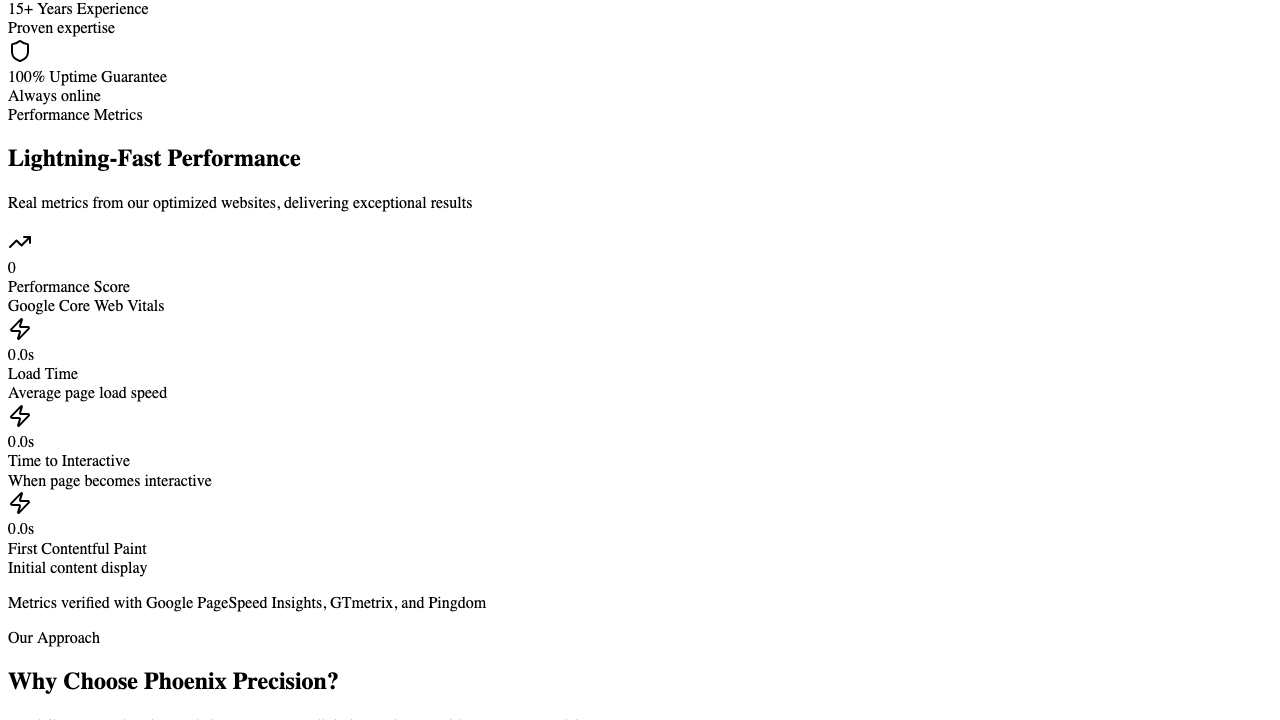 15+ Years Experience
Proven expertise
100% Uptime Guarantee
Always online
Performance Metrics
Lightning-Fast Performance
Real metrics from our optimized websites, delivering exceptional results
0
Performance Score
Google Core Web Vitals
0.0s
Load Time
Average page load speed
0.0s
Time to Interactive
When page becomes interactive
0.0s
First Contentful Paint
Initial content display
Metrics verified with Google PageSpeed Insights, GTmetrix, and Pingdom
Our Approach
Why Choose Phoenix Precision?